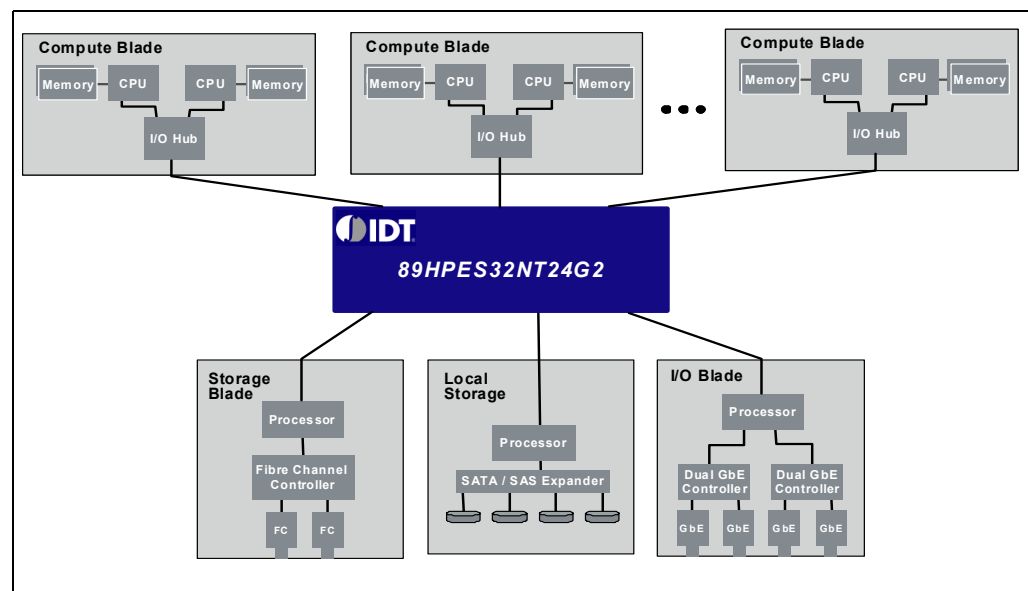 Compute Blade
Memory CPU CPU Memory
I/O Hub
Compute Blade
Memory CPU CPU Memory
I/O Hub
Compute Blade
Memory CPU CPU Memory
I/O Hub
IDT
89HPES32NT24G2
Storage
Blade
Processor
Fibre Channel
Controller
FC FC
Local
Storage
Processor
SATA / SAS Expander
I/O Blade
Processor
Dual GbE
Controller
Dual GbE
Controller
GbE GbE GbE GbE